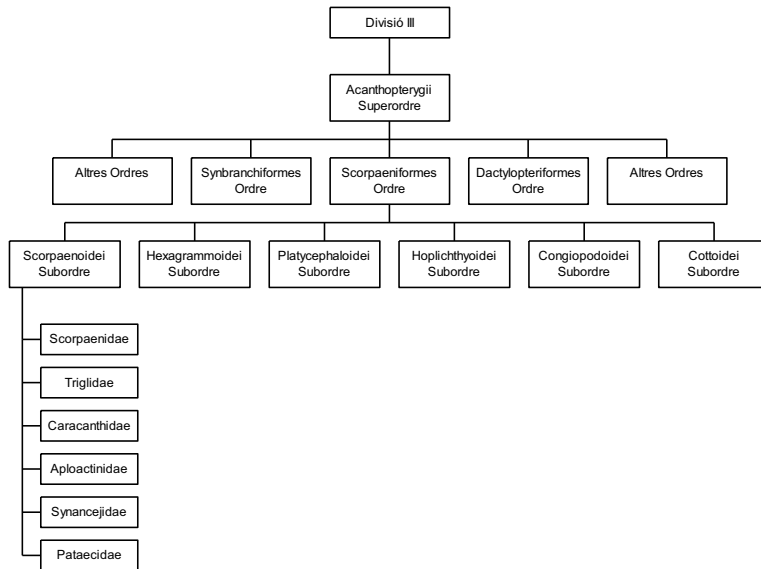 Divisió III
Acanthopterygii
Superordre
Altres Ordres
Synbranchiformes
Ordre
Scorpaeniformes
Ordre
Dactylopteriformes
Ordre
Altres Ordres
Scorpaenoidei
Subordre
Hexagrammoidei
Subordre
Platycephaloidei
Subordre
Hoplichthyoidei
Subordre
Congiopodoidei
Subordre
Cottoidei
Subordre
Scorpaenidae
Triglidae
Caracanthidae
Aploactinidae
Synancejidae
Pataecidae